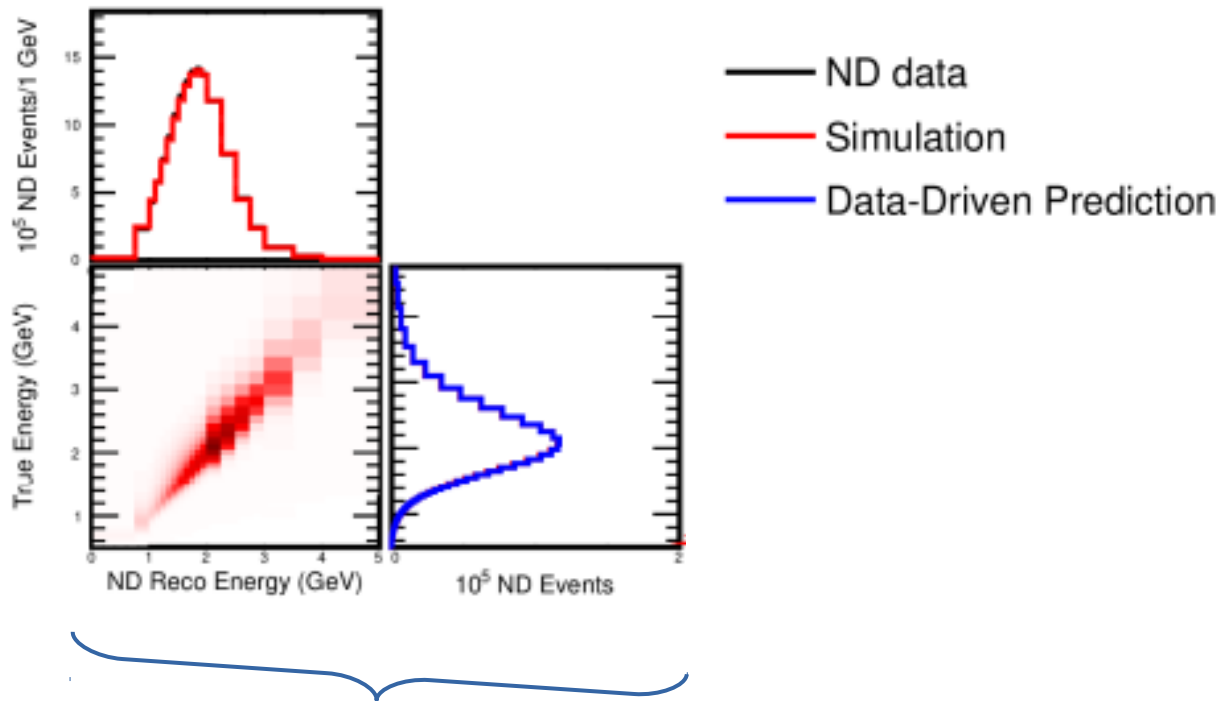 10⁵ ND Events/1 GeV
15
10
5
0
ND data
Simulation
Data-Driven Prediction
True Energy (GeV)
4
3
2
1
0 1 2 3 4 5
ND Reco Energy (GeV)
0 2
10⁵ ND Events